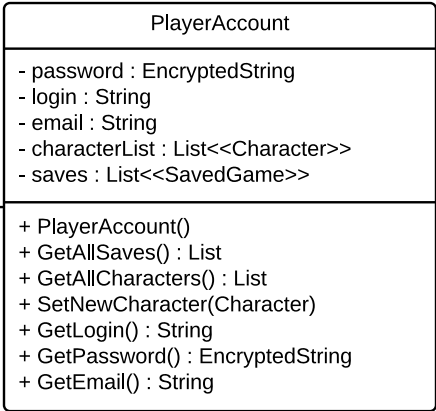 PlayerAccount
- password : EncryptedString
- login : String
- email : String
- characterList : List<<Character>>
- saves : List<<SavedGame>>
+ PlayerAccount()
+ GetAllSaves() : List
+ GetAllCharacters() : List
+ SetNewCharacter(Character)
+ GetLogin() : String
+ GetPassword() : EncryptedString
+ GetEmail() : String